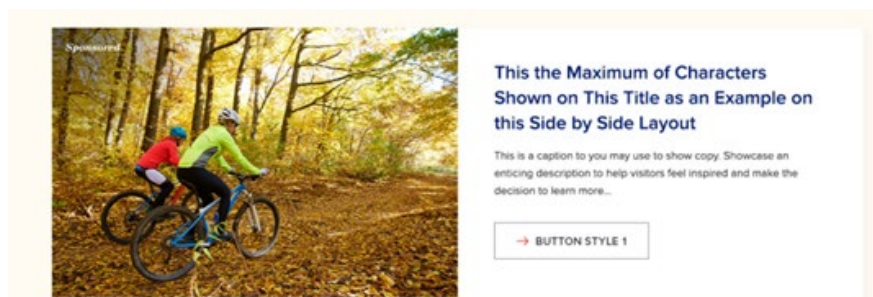 Sponsored
This the Maximum of Characters
Shown on This Title as an Example on
this Side by Side Layout
This is a caption to you may use to show copy. Showcase an
enticing description to help visitors feel inspired and make the
decision to learn more...
→ BUTTON STYLE 1